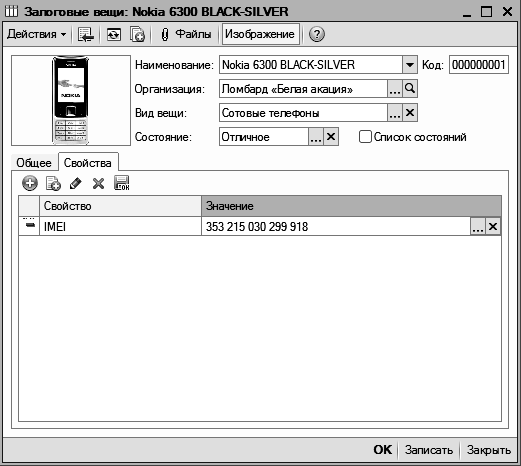 Залоговые вещи: Nokia 6300 BLACK-SILVER
Действия Файлы Изображение
Наименование: Nokia 6300 BLACK-SILVER Код: 000000001
Организация: Ломбард «Белая акация» ...
Вид вещи: Сотовые телефоны ...
Состояние: Отличное ... Список состояний
NOKIA
Общее Свойства
Свойство Значение
IMEI 353 215 030 299 918 ...
OK Записать Закрыть